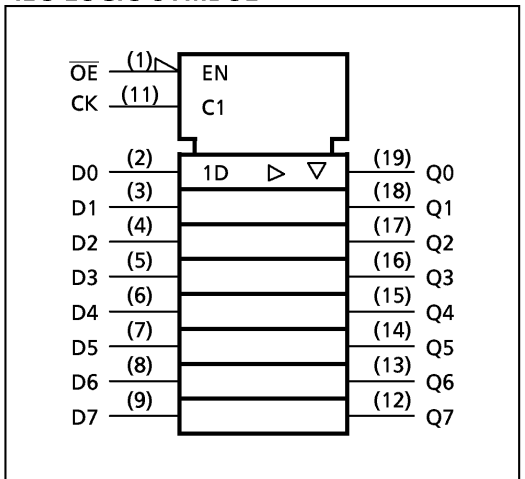 OE (1) EN
CK (11) C1
D0 (2) 1D (19) Q0
D1 (3) (18) Q1
D2 (4) (17) Q2
D3 (5) (16) Q3
D4 (6) (15) Q4
D5 (7) (14) Q5
D6 (8) (13) Q6
D7 (9) (12) Q7